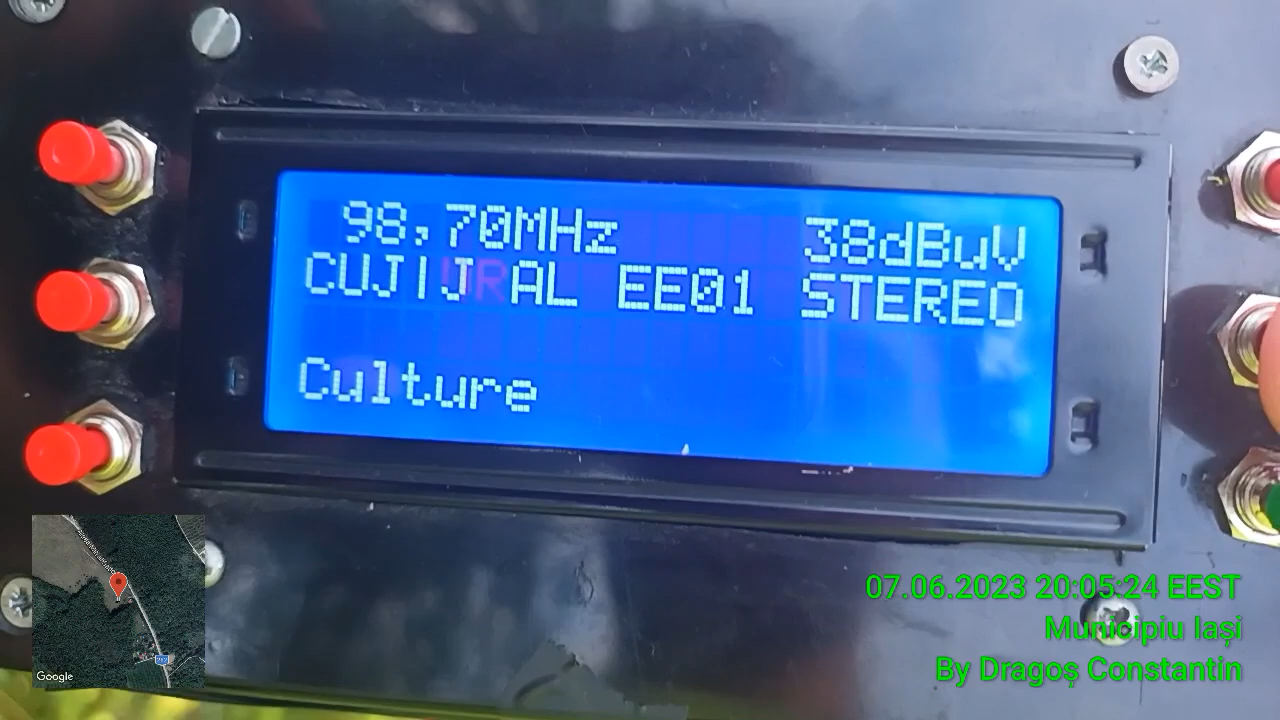 98,70MHz 38dBuV
AL EE01 STEREO
Culture
07.06.2023 20:05:24 EEST
Municipiu Iași
By Dragoș Constantin
Google